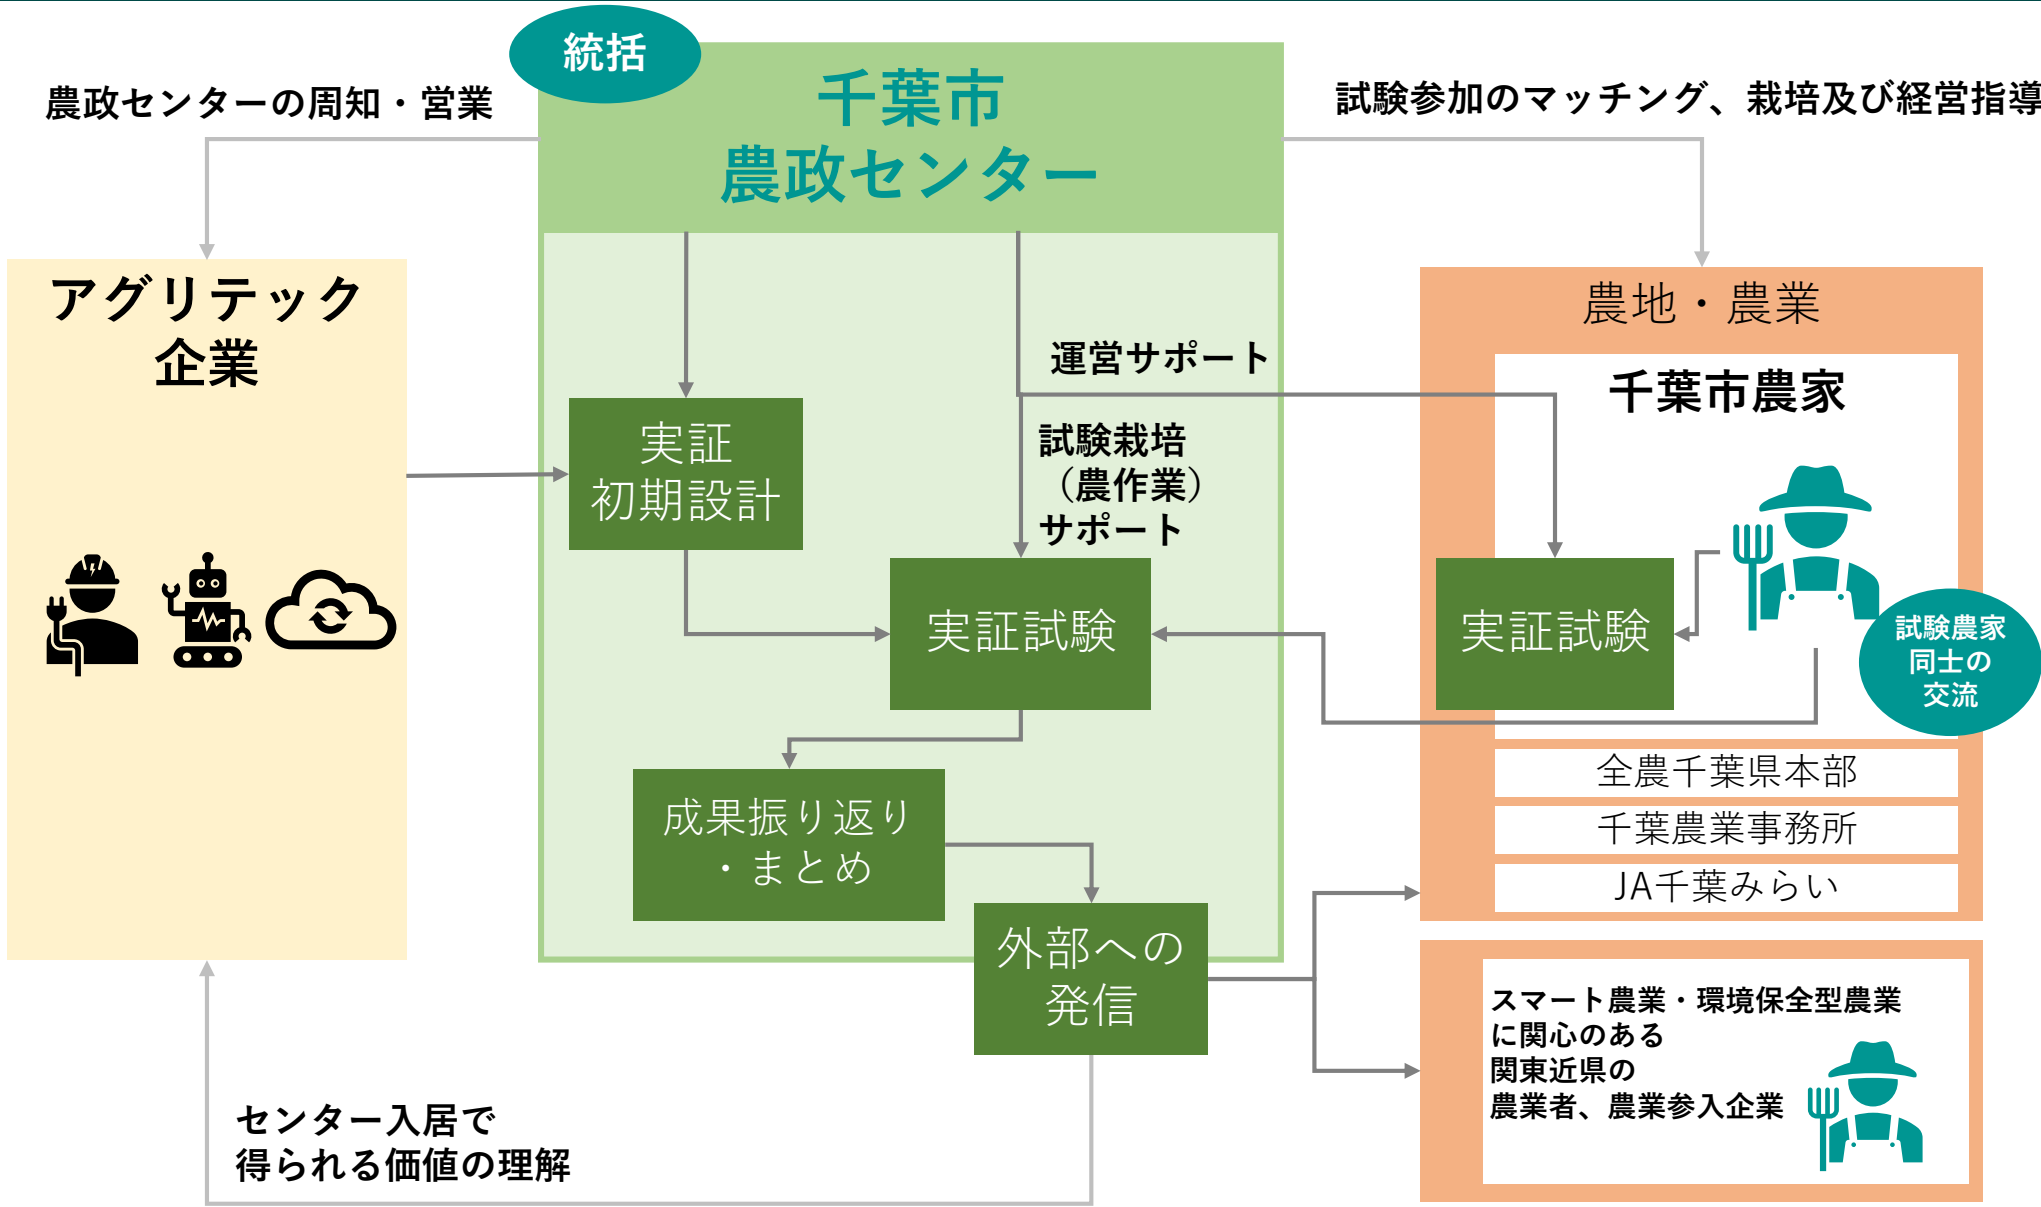 統括
千葉市
農政センター
農政センターの周知・営業
試験参加のマッチング、栽培及び経営指導
アグリテック
企業
農地・農業
千葉市農家
運営サポート
実証
初期設計
試験栽培
（農作業）
サポート
実証試験
実証試験
試験農家
同士の
交流
全農千葉県本部
千葉農業事務所
JA千葉みらい
成果振り返り
・まとめ
外部への
発信
スマート農業・環境保全型農業
に関心のある
関東近県の
農業者、農業参入企業
センター入居で
得られる価値の理解